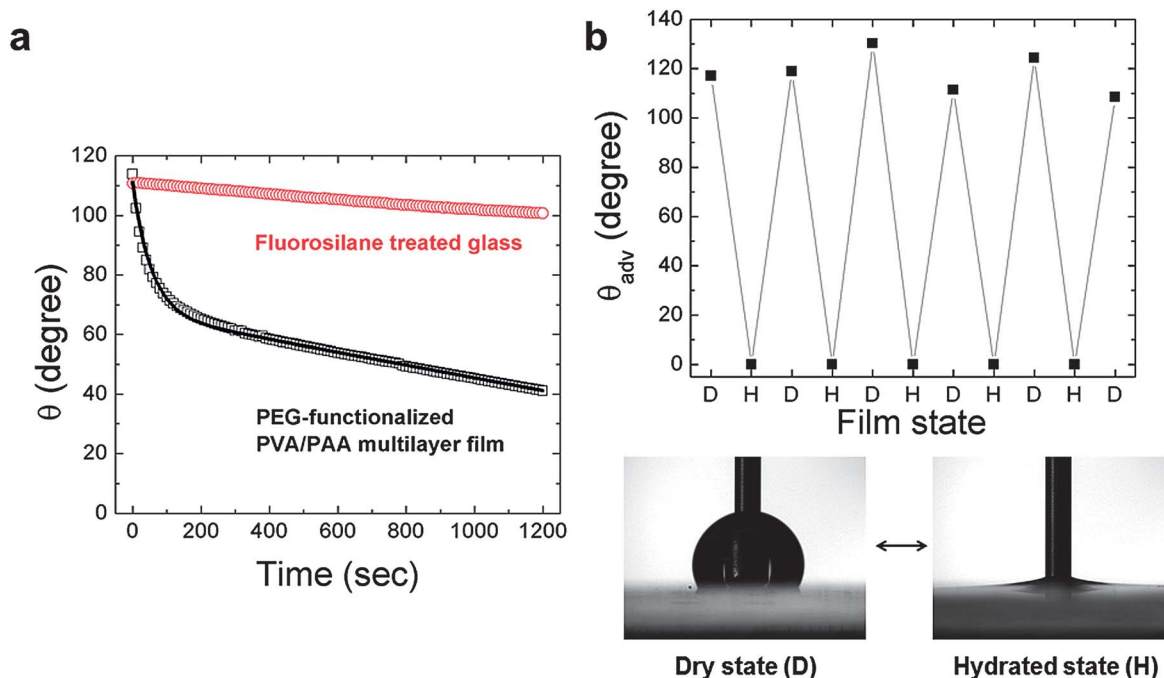 a
θ (degree)
120
100
80
60
40
20
0
Fluorosilane treated glass
PEG-functionalized
PVA/PAA multilayer film
0 200 400 600 800 1000 1200
Time (sec)
b
θadv (degree)
140
120
100
80
60
40
20
0
D H D H D H D H D H D
Film state
Dry state (D) Hydrated state (H)